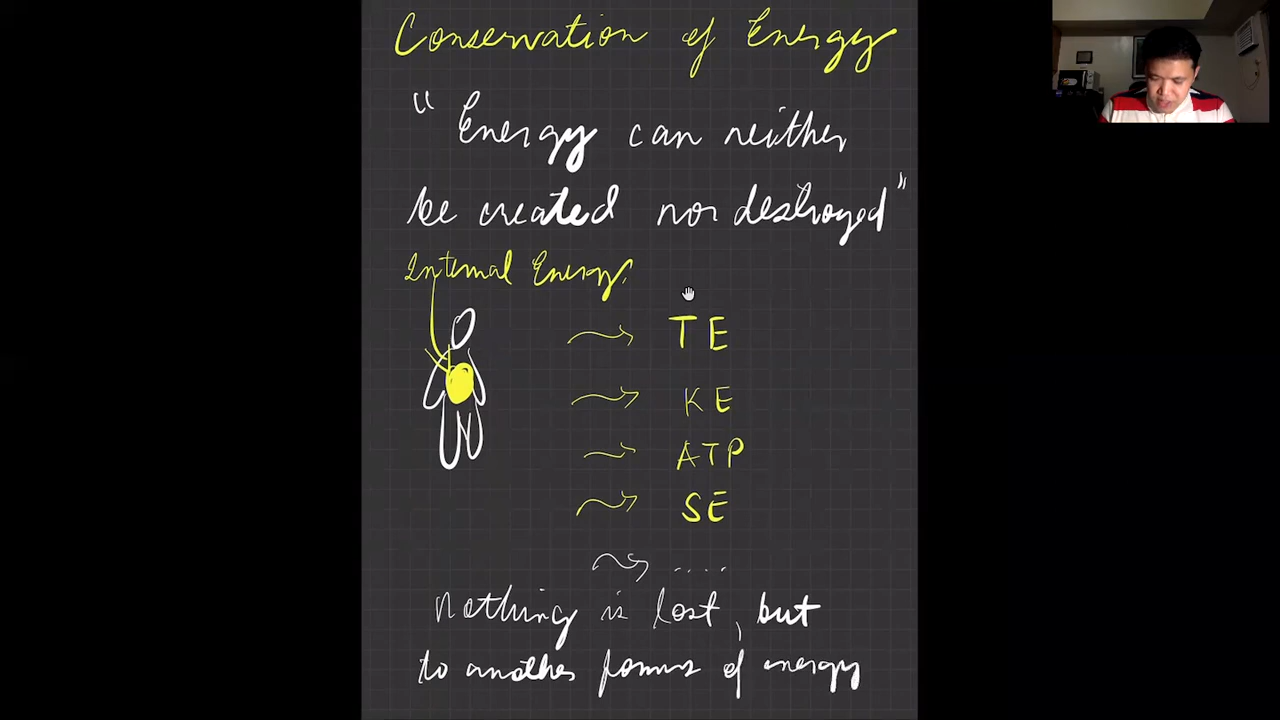 Conservation of Energy
"Energy can neither
be created nor destroyed"
Internal Energy:
TE
KE
ATP
SE
....
nothing is lost, but
to another forms of energy